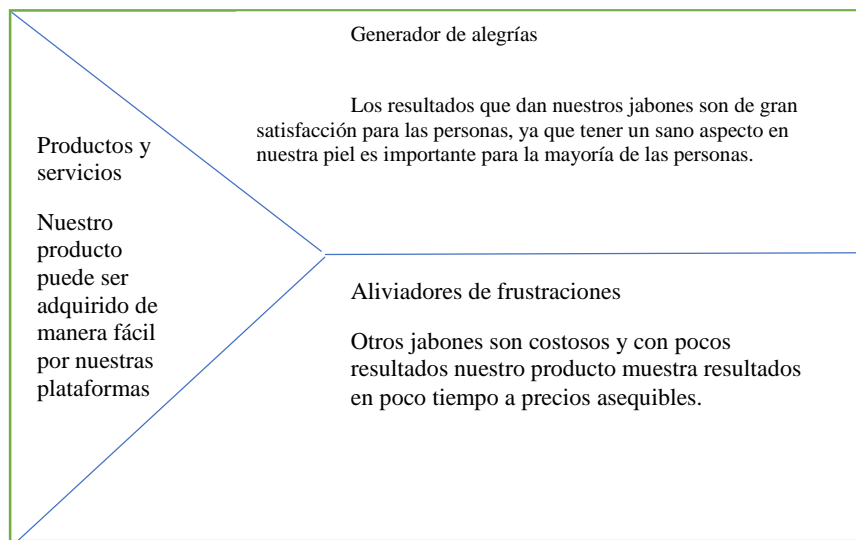 Generador de alegrías
Los resultados que dan nuestros jabones son de gran
satisfacción para las personas, ya que tener un sano aspecto en
nuestra piel es importante para la mayoría de las personas.
Productos y
servicios
Nuestro
producto
puede ser
adquirido de
manera fácil
por nuestras
plataformas
Aliviadores de frustraciones
Otros jabones son costosos y con pocos
resultados nuestro producto muestra resultados
en poco tiempo a precios asequibles.